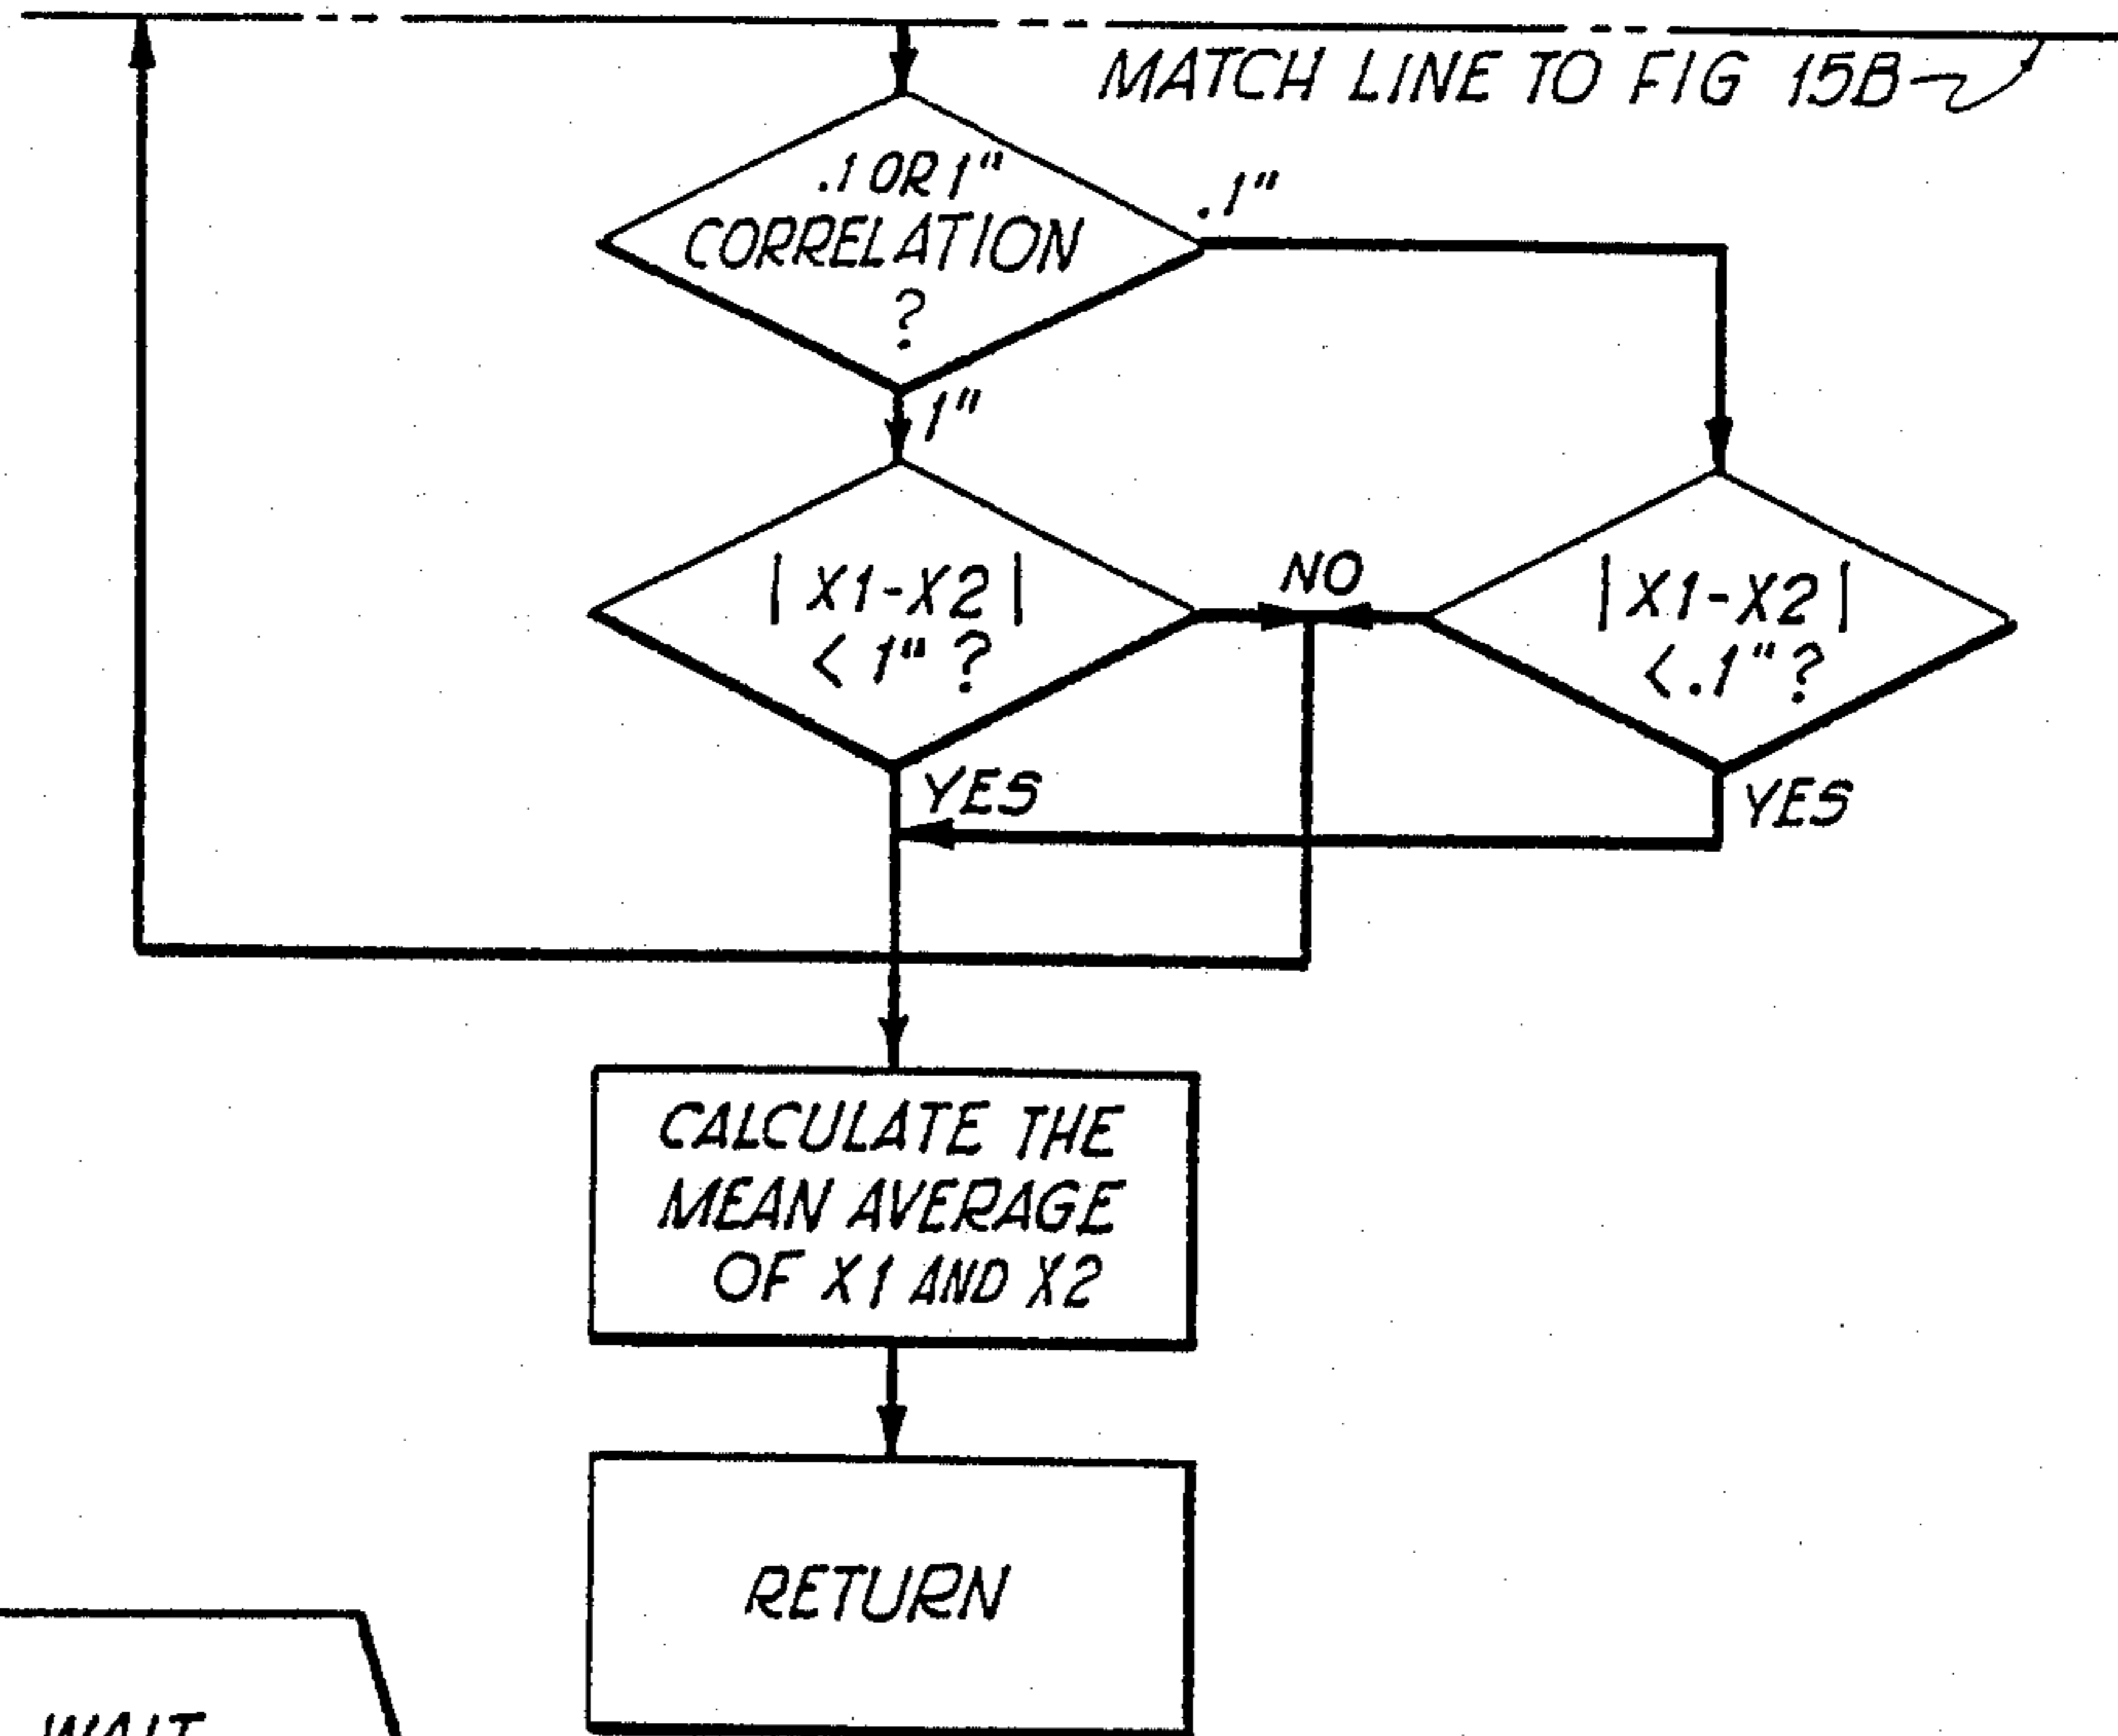 MATCH LINE TO FIG 15B
.1 OR 1"
CORRELATION
?
.1"
1"
| X1-X2 |
< 1" ?
NO
| X1-X2 |
< .1" ?
YES
YES
CALCULATE THE
MEAN AVERAGE
OF X1 AND X2
RETURN
WAIT